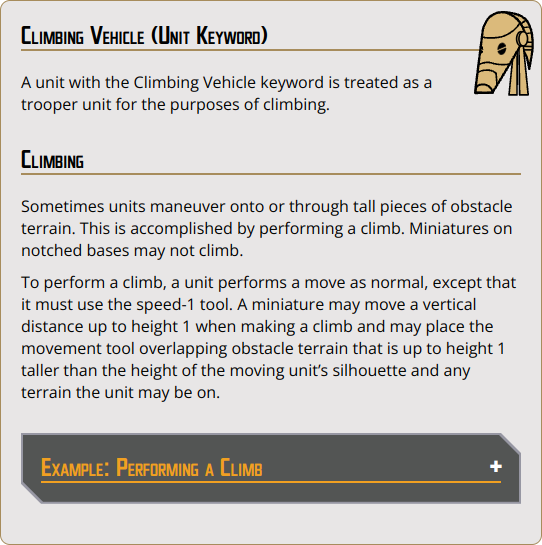 Climbing Vehicle (Unit Keyword)
A unit with the Climbing Vehicle keyword is treated as a
trooper unit for the purposes of climbing.
Climbing
Sometimes units maneuver onto or through tall pieces of obstacle
terrain. This is accomplished by performing a climb. Miniatures on
notched bases may not climb.
To perform a climb, a unit performs a move as normal, except that
it must use the speed-1 tool. A miniature may move a vertical
distance up to height 1 when making a climb and may place the
movement tool overlapping obstacle terrain that is up to height 1
taller than the height of the moving unit’s silhouette and any
terrain the unit may be on.
Example: Performing a Climb +